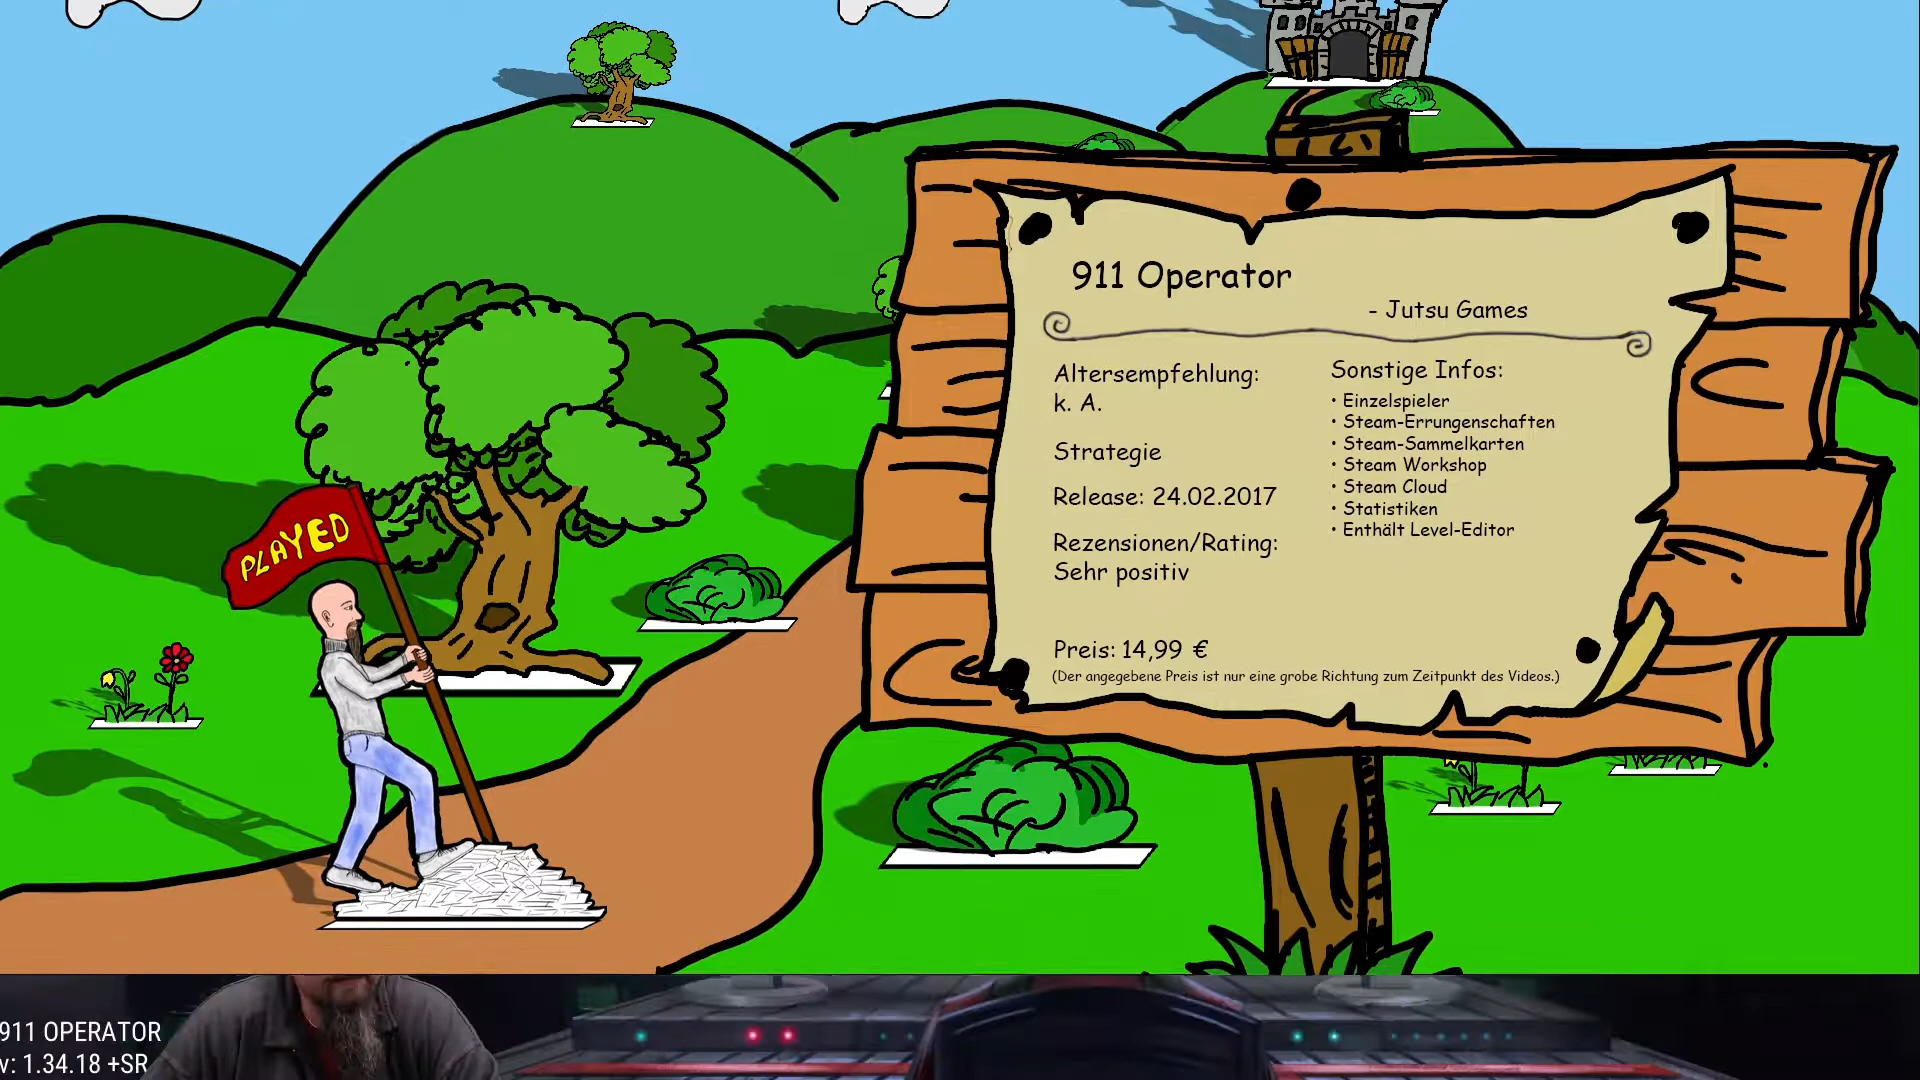 911 Operator
- Jutsu Games
Altersempfehlung:
k. A.
Strategie
Release: 24.02.2017
Rezensionen/Rating:
Sehr positiv
Preis: 14,99 €
(Der angegebene Preis ist nur eine grobe Richtung zum Zeitpunkt des Videos.)
Sonstige Infos:
• Einzelspieler
• Steam-Errungenschaften
• Steam-Sammelkarten
• Steam Workshop
• Steam Cloud
• Statistiken
• Enthält Level-Editor
PLAYED
911 OPERATOR
v: 1.34.18 +SR